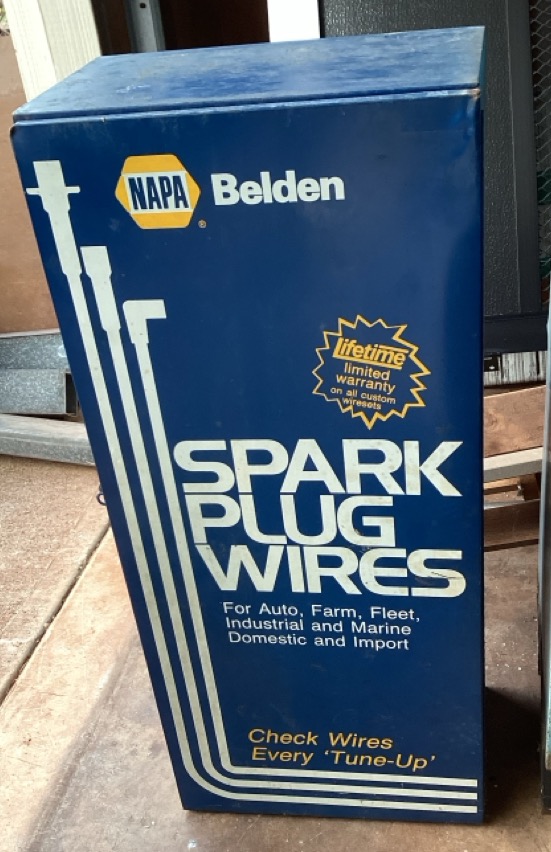 NAPA Belden
®
lifetime
limited
warranty
on all custom
wiresets
SPARK
PLUG
WIRES
For Auto, Farm, Fleet,
Industrial and Marine
Domestic and Import
Check Wires
Every ‘Tune-Up’